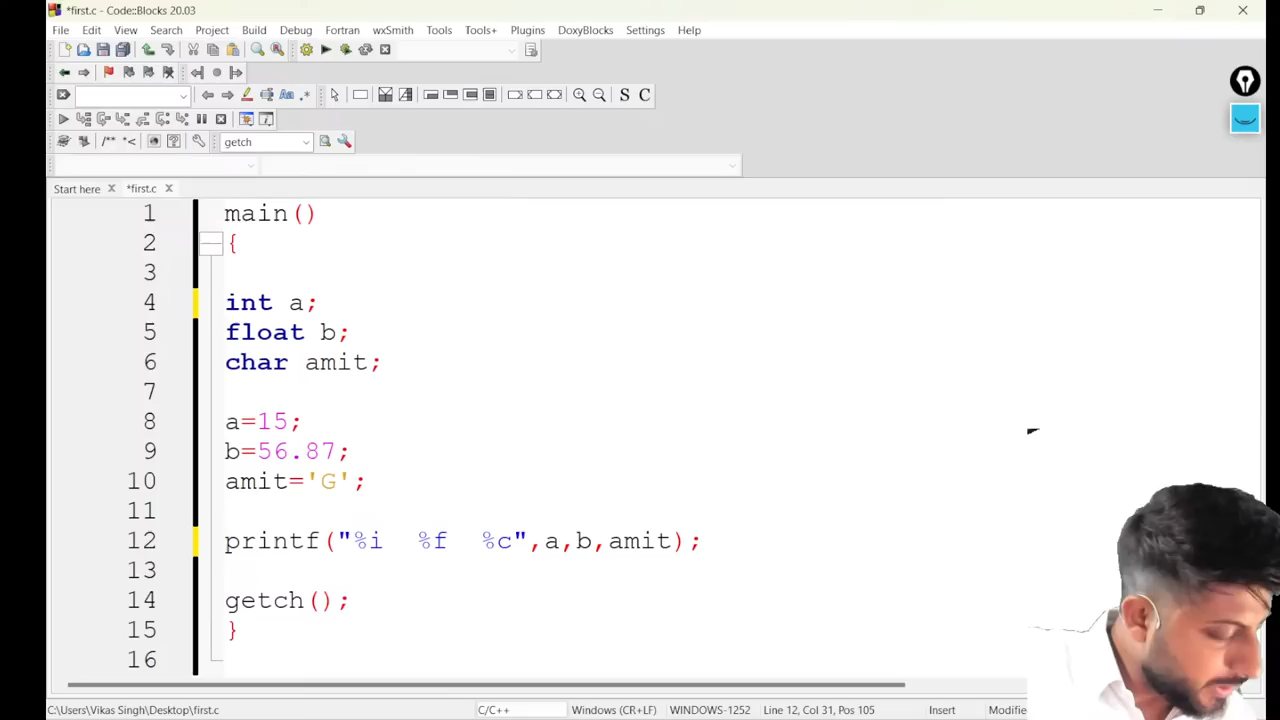 *first.c - Code::Blocks 20.03
File Edit View Search Project Build Debug Fortran wxSmith Tools Tools+ Plugins DoxyBlocks Settings Help
S C
/** *<
getch
Start here X *first.c X
1 main()
2 {
3
4 int a;
5 float b;
6 char amit;
7
8 a=15;
9 b=56.87;
10 amit='G';
11
12 printf("%i  %f  %c",a,b,amit);
13
14 getch();
15 }
16
C:\Users\Vikas Singh\Desktop\first.c C/C++ Windows (CR+LF) WINDOWS-1252 Line 12, Col 31, Pos 105 Insert Modifie